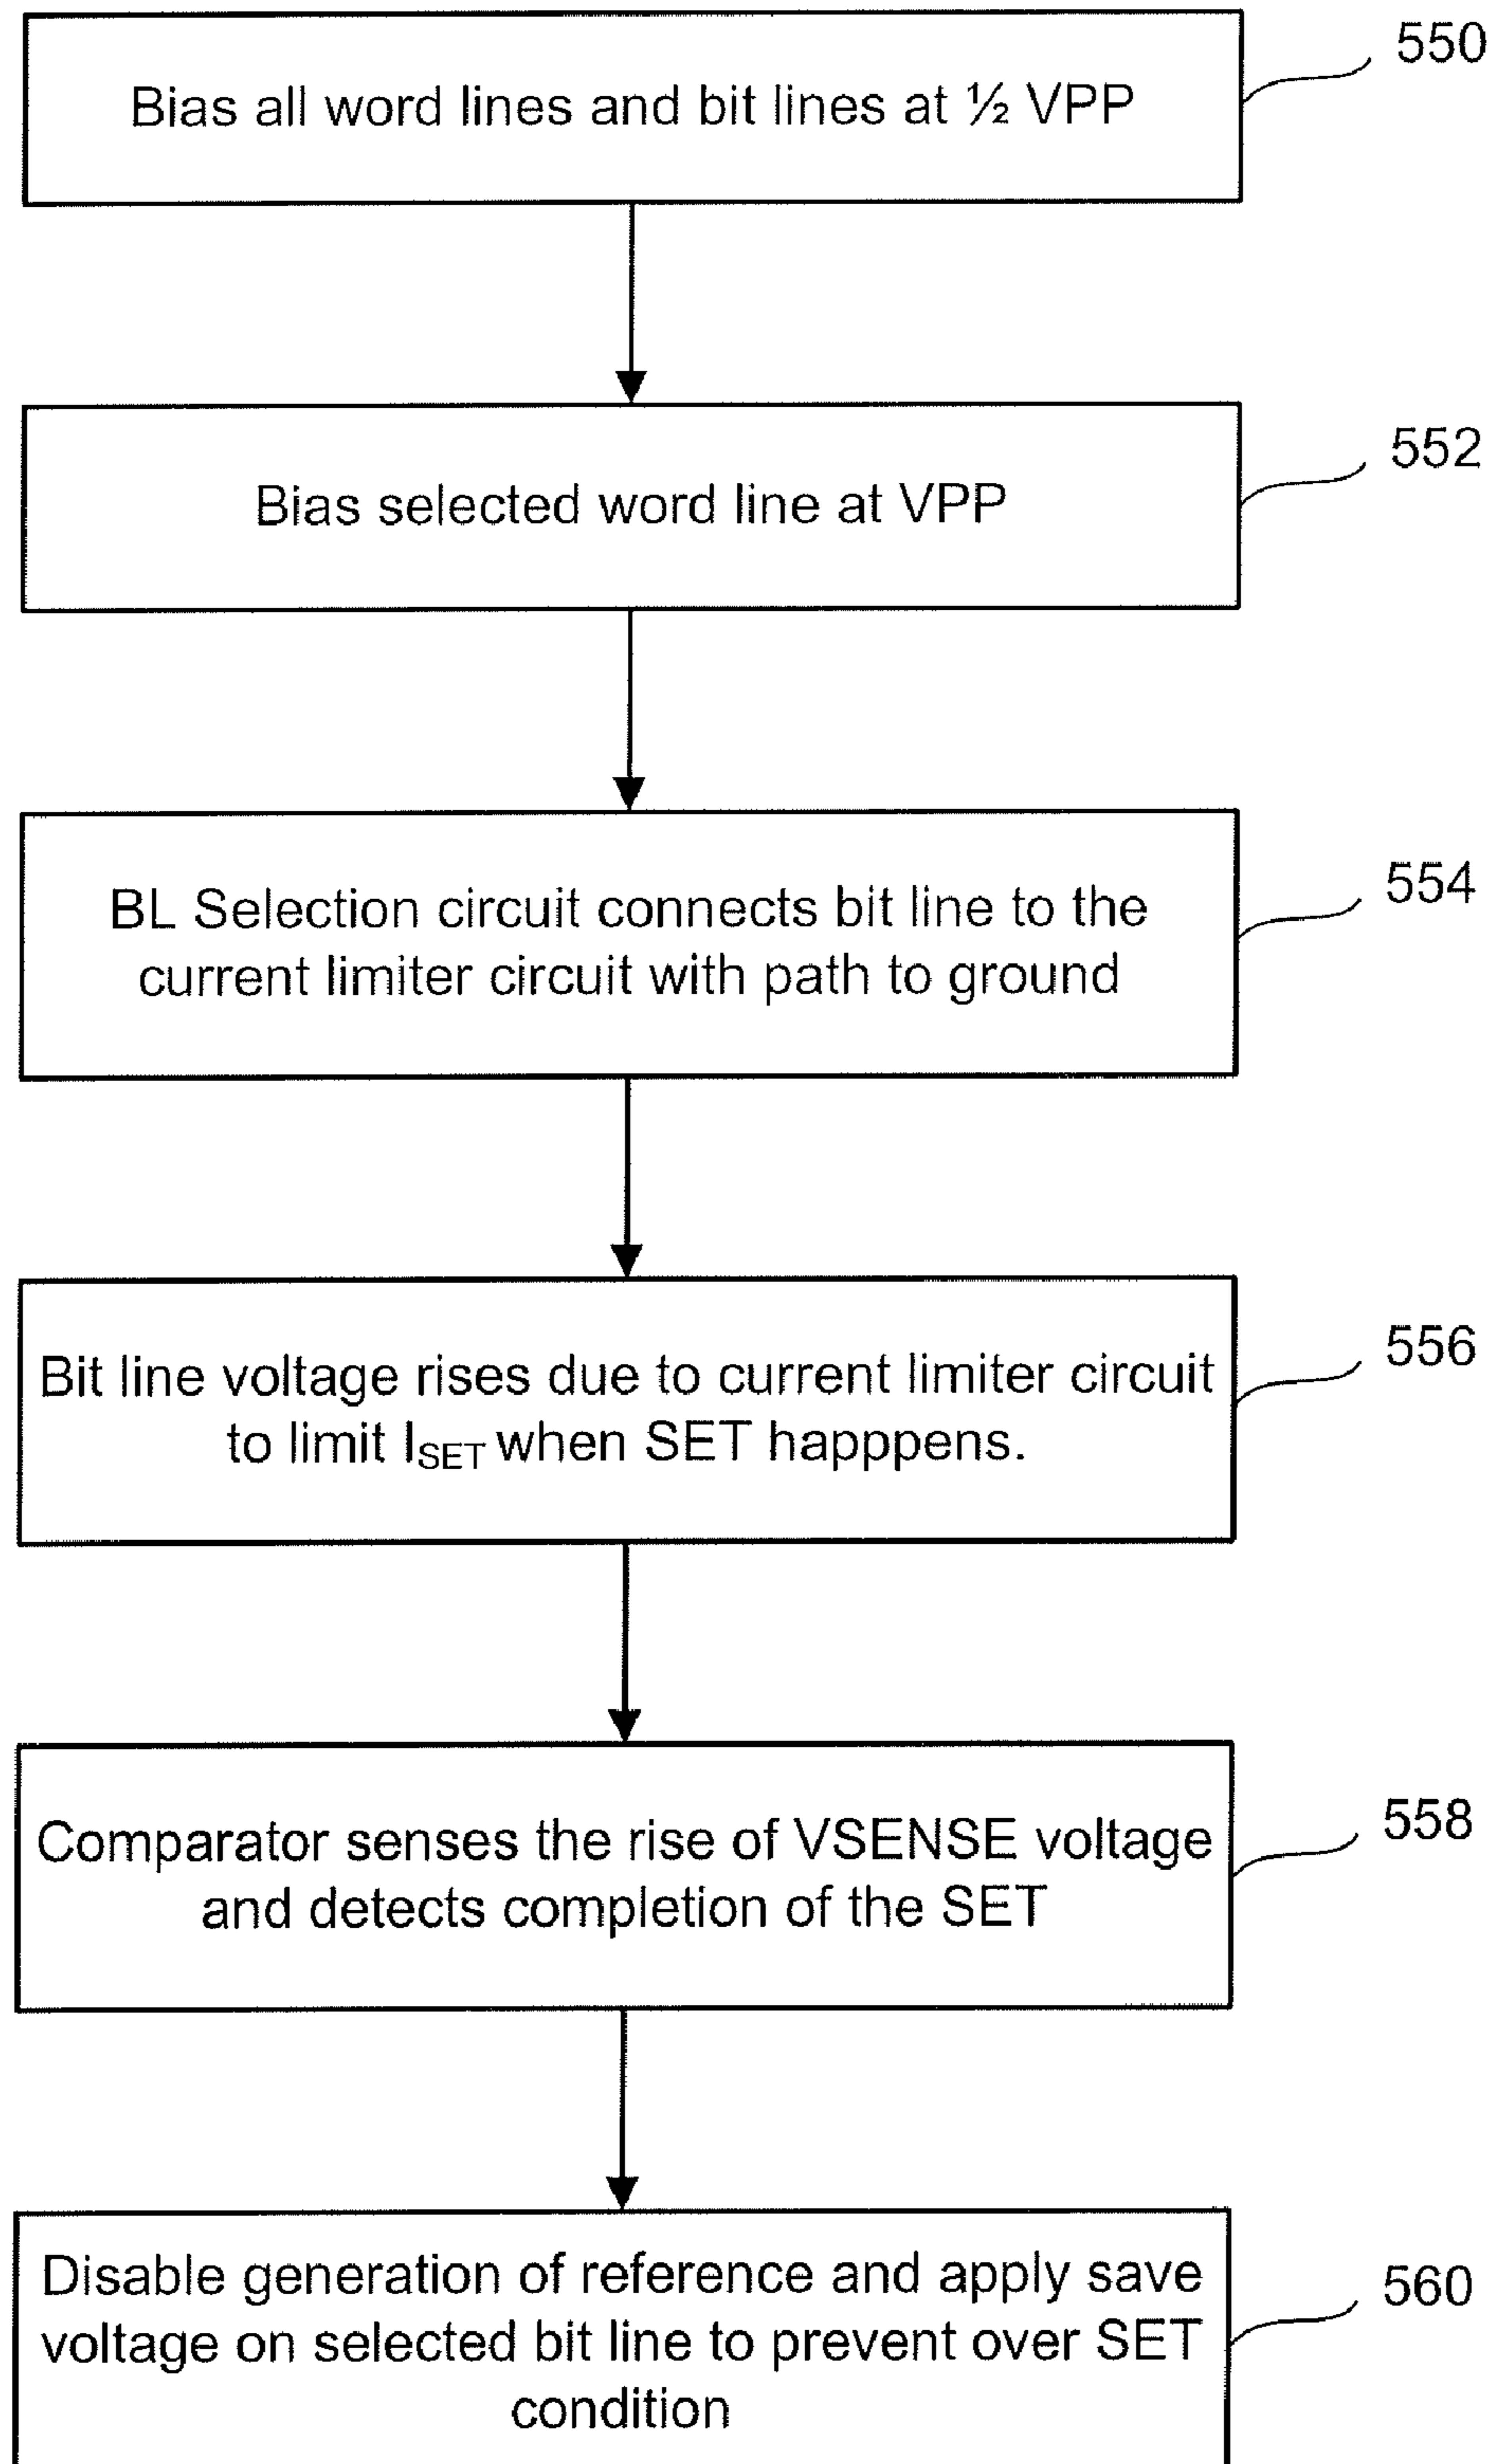 550
Bias all word lines and bit lines at ½ VPP
552
Bias selected word line at VPP
554
BL Selection circuit connects bit line to the
current limiter circuit with path to ground
556
Bit line voltage rises due to current limiter circuit
to limit ISET when SET happpens.
558
Comparator senses the rise of VSENSE voltage
and detects completion of the SET
560
Disable generation of reference and apply save
voltage on selected bit line to prevent over SET
condition